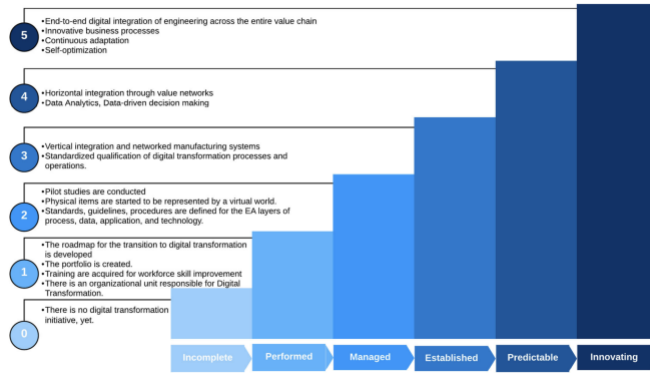 5
•End-to-end digital integration of engineering across the entire value chain
•Innovative business processes
•Continuous adaptation
•Self-optimization
4
•Horizontal integration through value networks
•Data Analytics, Data-driven decision making
3
•Vertical integration and networked manufacturing systems
•Standardized qualification of digital transformation processes and
operations.
2
•Pilot studies are conducted
•Physical items are started to be represented by a virtual world.
•Standards, guidelines, procedures are defined for the EA layers of
process, data, application, and technology.
1
•The roadmap for the transition to digital transformation
is developed
•The portfolio is created.
•Training are acquired for workforce skill improvement
•There is an organizational unit responsible for Digital
Transformation.
0
•There is no digital transformation
initiative, yet.
Incomplete
Performed
Managed
Established
Predictable
Innovating